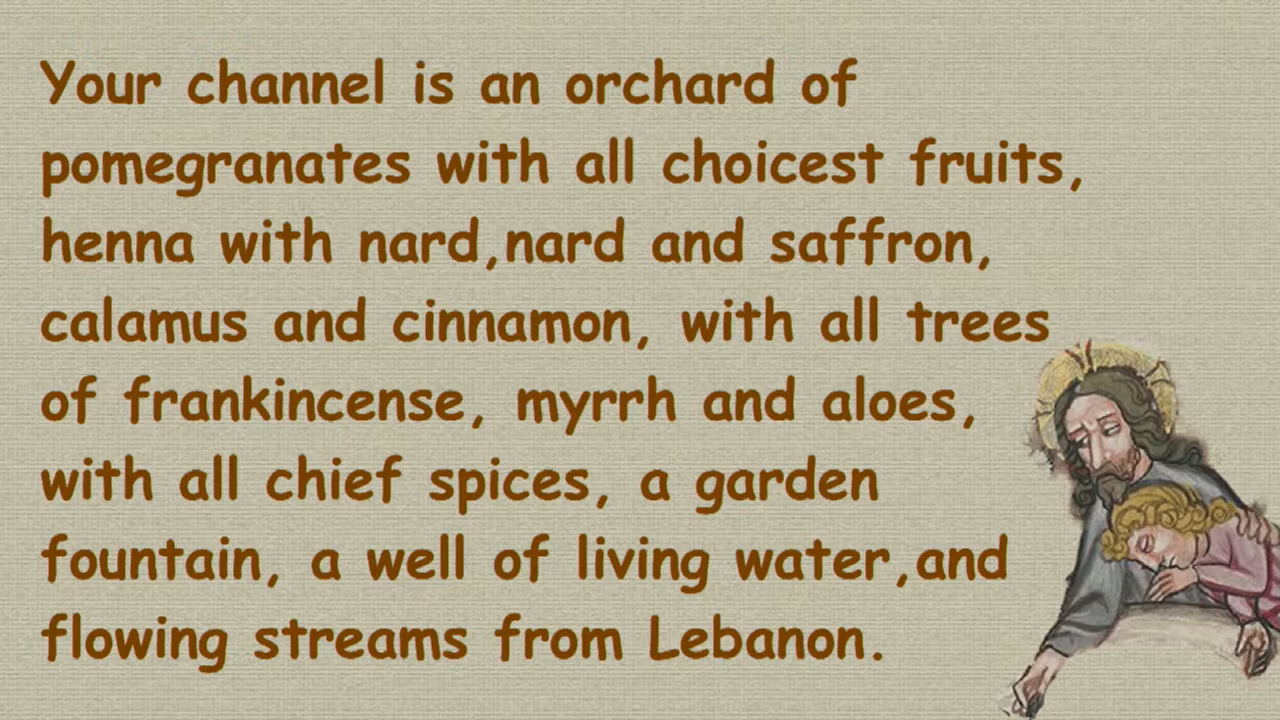 Your channel is an orchard of
pomegranates with all choicest fruits,
henna with nard,nard and saffron,
calamus and cinnamon, with all trees
of frankincense, myrrh and aloes,
with all chief spices, a garden
fountain, a well of living water,and
flowing streams from Lebanon.